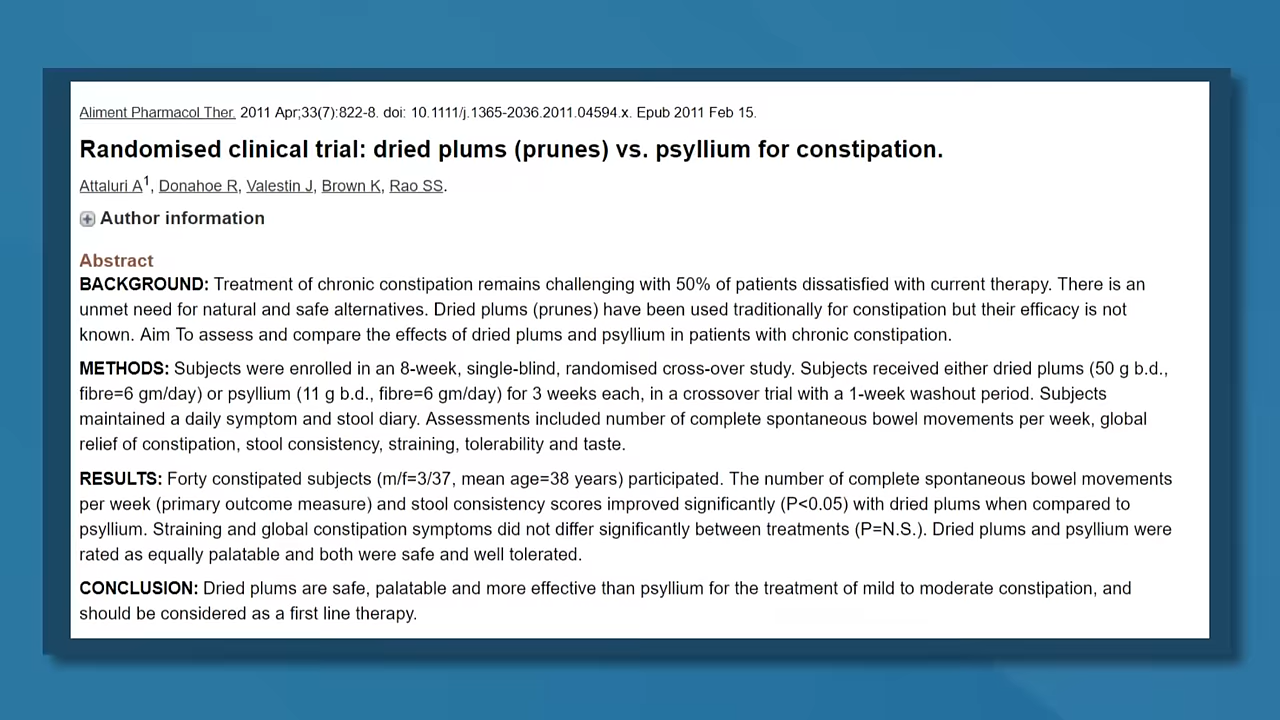 Aliment Pharmacol Ther. 2011 Apr;33(7):822-8. doi: 10.1111/j.1365-2036.2011.04594.x. Epub 2011 Feb 15.
Randomised clinical trial: dried plums (prunes) vs. psyllium for constipation.
Attaluri A1, Donahoe R, Valestin J, Brown K, Rao SS.
Author information
Abstract
BACKGROUND: Treatment of chronic constipation remains challenging with 50% of patients dissatisfied with current therapy. There is an
unmet need for natural and safe alternatives. Dried plums (prunes) have been used traditionally for constipation but their efficacy is not
known. Aim To assess and compare the effects of dried plums and psyllium in patients with chronic constipation.
METHODS: Subjects were enrolled in an 8-week, single-blind, randomised cross-over study. Subjects received either dried plums (50 g b.d.,
fibre=6 gm/day) or psyllium (11 g b.d., fibre=6 gm/day) for 3 weeks each, in a crossover trial with a 1-week washout period. Subjects
maintained a daily symptom and stool diary. Assessments included number of complete spontaneous bowel movements per week, global
relief of constipation, stool consistency, straining, tolerability and taste.
RESULTS: Forty constipated subjects (m/f=3/37, mean age=38 years) participated. The number of complete spontaneous bowel movements
per week (primary outcome measure) and stool consistency scores improved significantly (P<0.05) with dried plums when compared to
psyllium. Straining and global constipation symptoms did not differ significantly between treatments (P=N.S.). Dried plums and psyllium were
rated as equally palatable and both were safe and well tolerated.
CONCLUSION: Dried plums are safe, palatable and more effective than psyllium for the treatment of mild to moderate constipation, and
should be considered as a first line therapy.